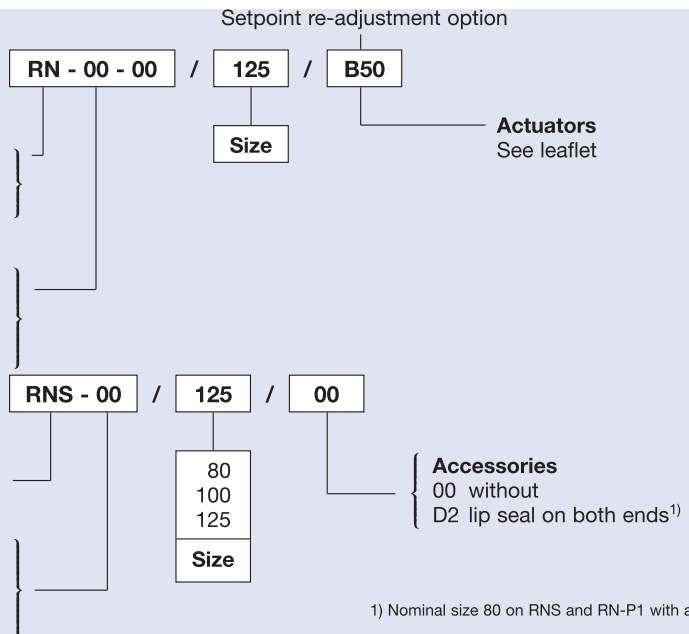 Setpoint re-adjustment option
RN - 00 - 00 / 125 / B50
Size
Actuators
See leaflet
RNS - 00 / 125 / 00
80
100
125
Size
Accessories
00 without
D2 lip seal on both ends1)
1) Nominal size 80 on RNS and RN-P1 with a